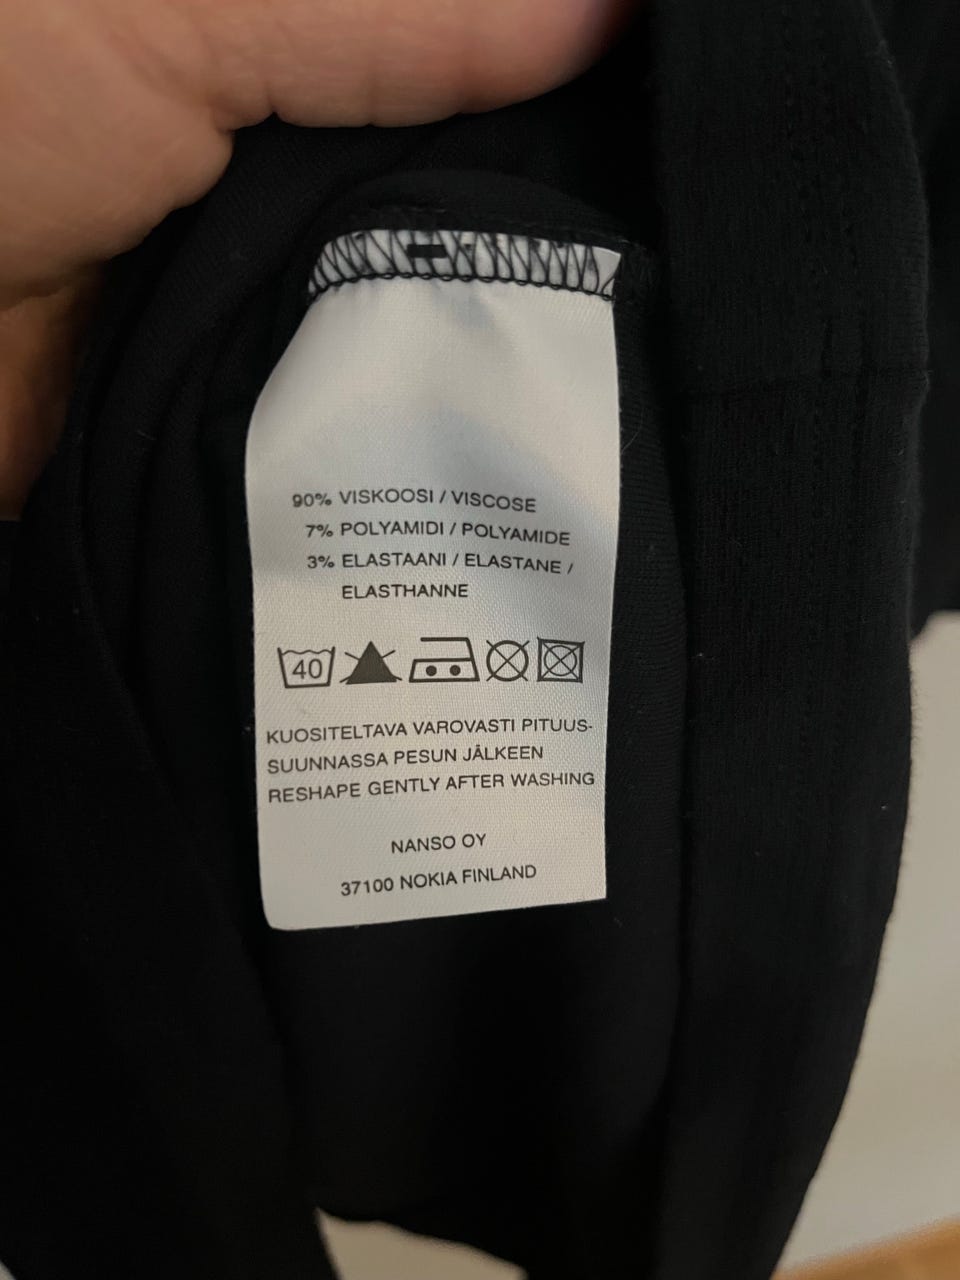 90% VISKOOSI / VISCOSE
7% POLYAMIDI / POLYAMIDE
3% ELASTAANI / ELASTANE /
ELASTHANNE
40
KUOSITELTAVA VAROVASTI PITUUS-
SUUNNASSA PESUN JÄLKEEN
RESHAPE GENTLY AFTER WASHING
NANSO OY
37100 NOKIA FINLAND